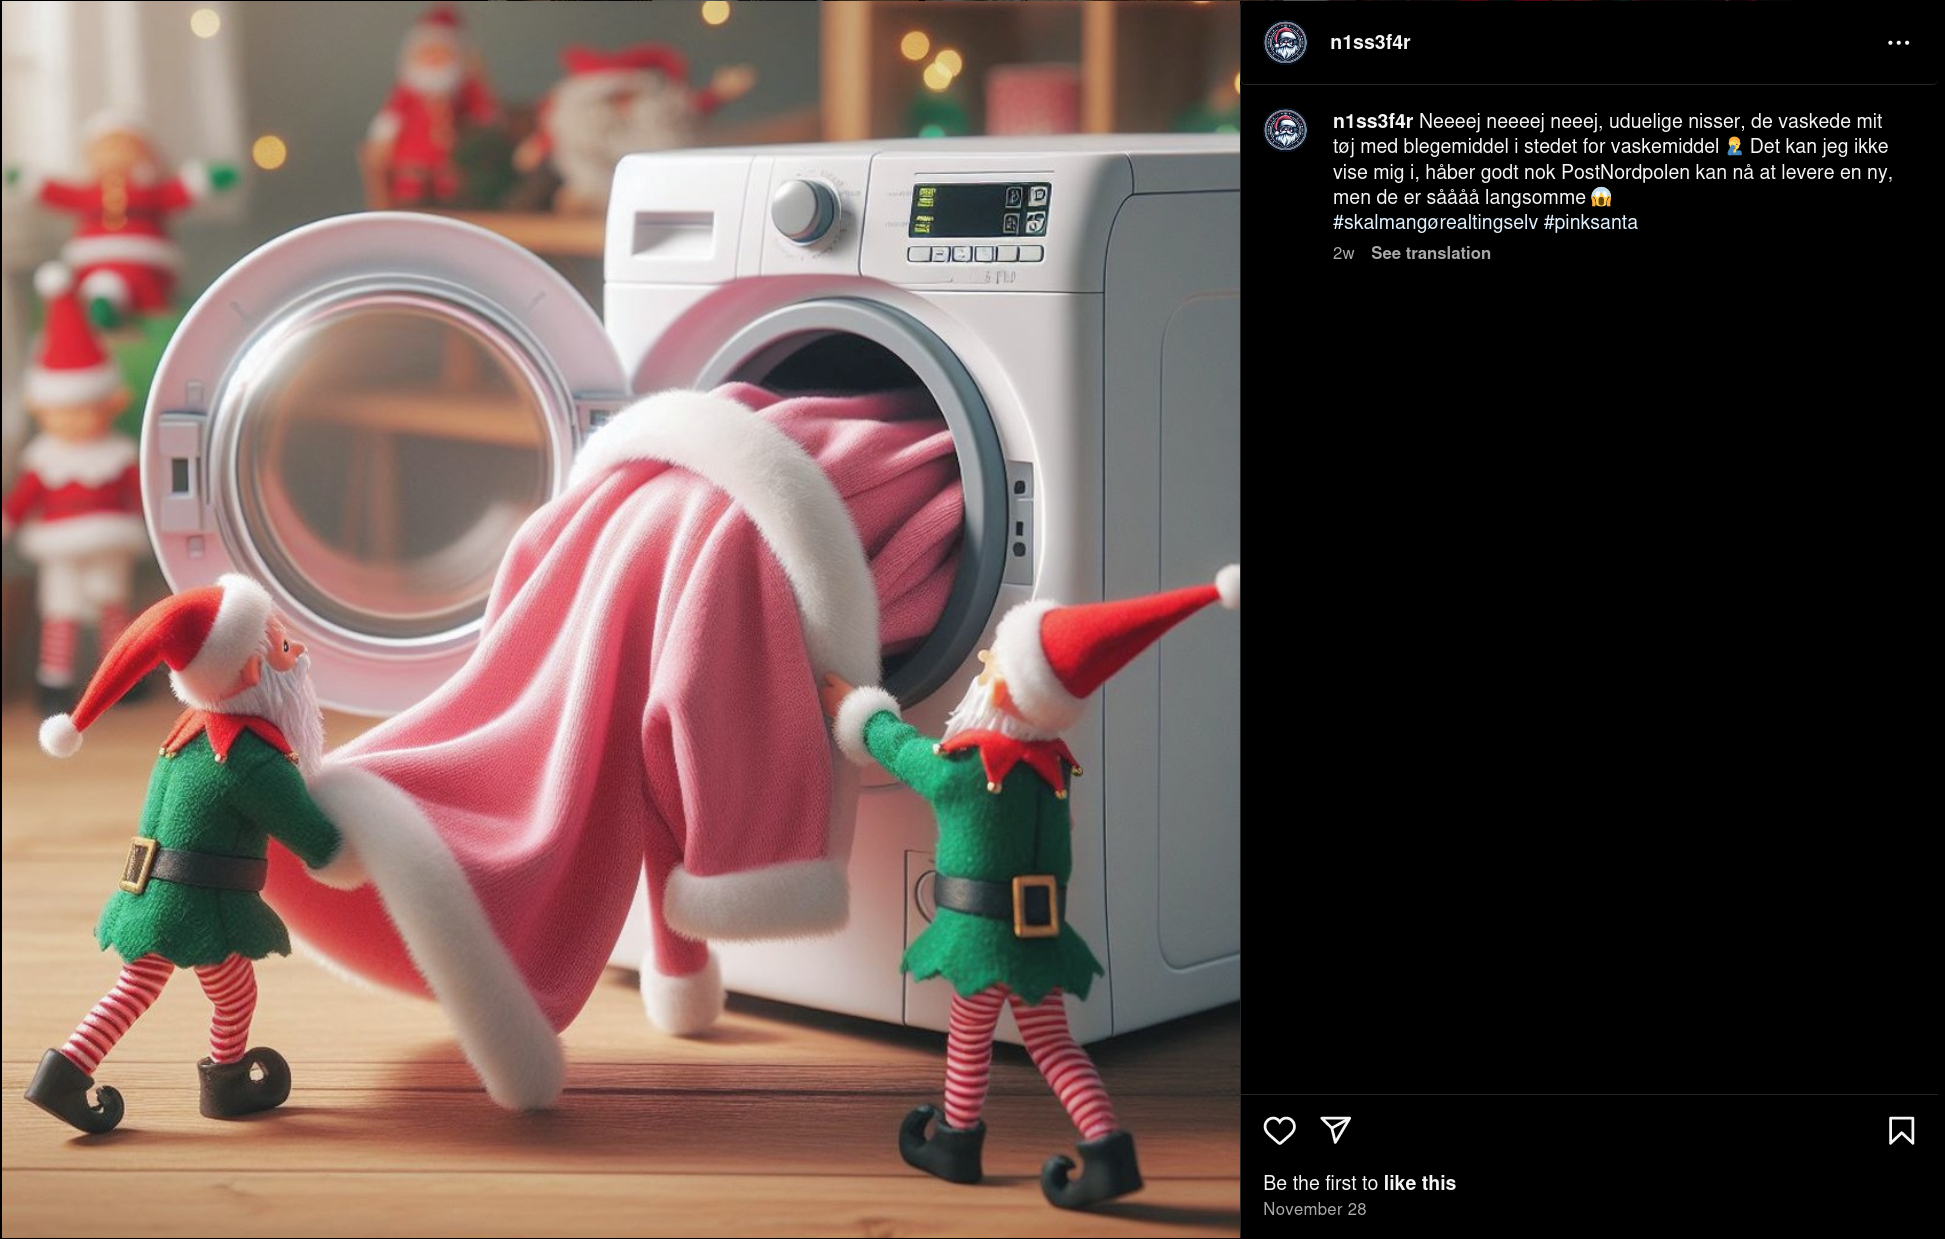 n1ss3f4r
n1ss3f4r Neeeej neeeej neeej, uduelige nisser, de vaskede mit
tøj med blegemiddel i stedet for vaskemiddel 🤦‍♂️ Det kan jeg ikke
vise mig i, håber godt nok PostNordpolen kan nå at levere en ny,
men de er såååå langsomme 😱
#skalmangørealtingselv #pinksanta
2w See translation
Be the first to like this
November 28